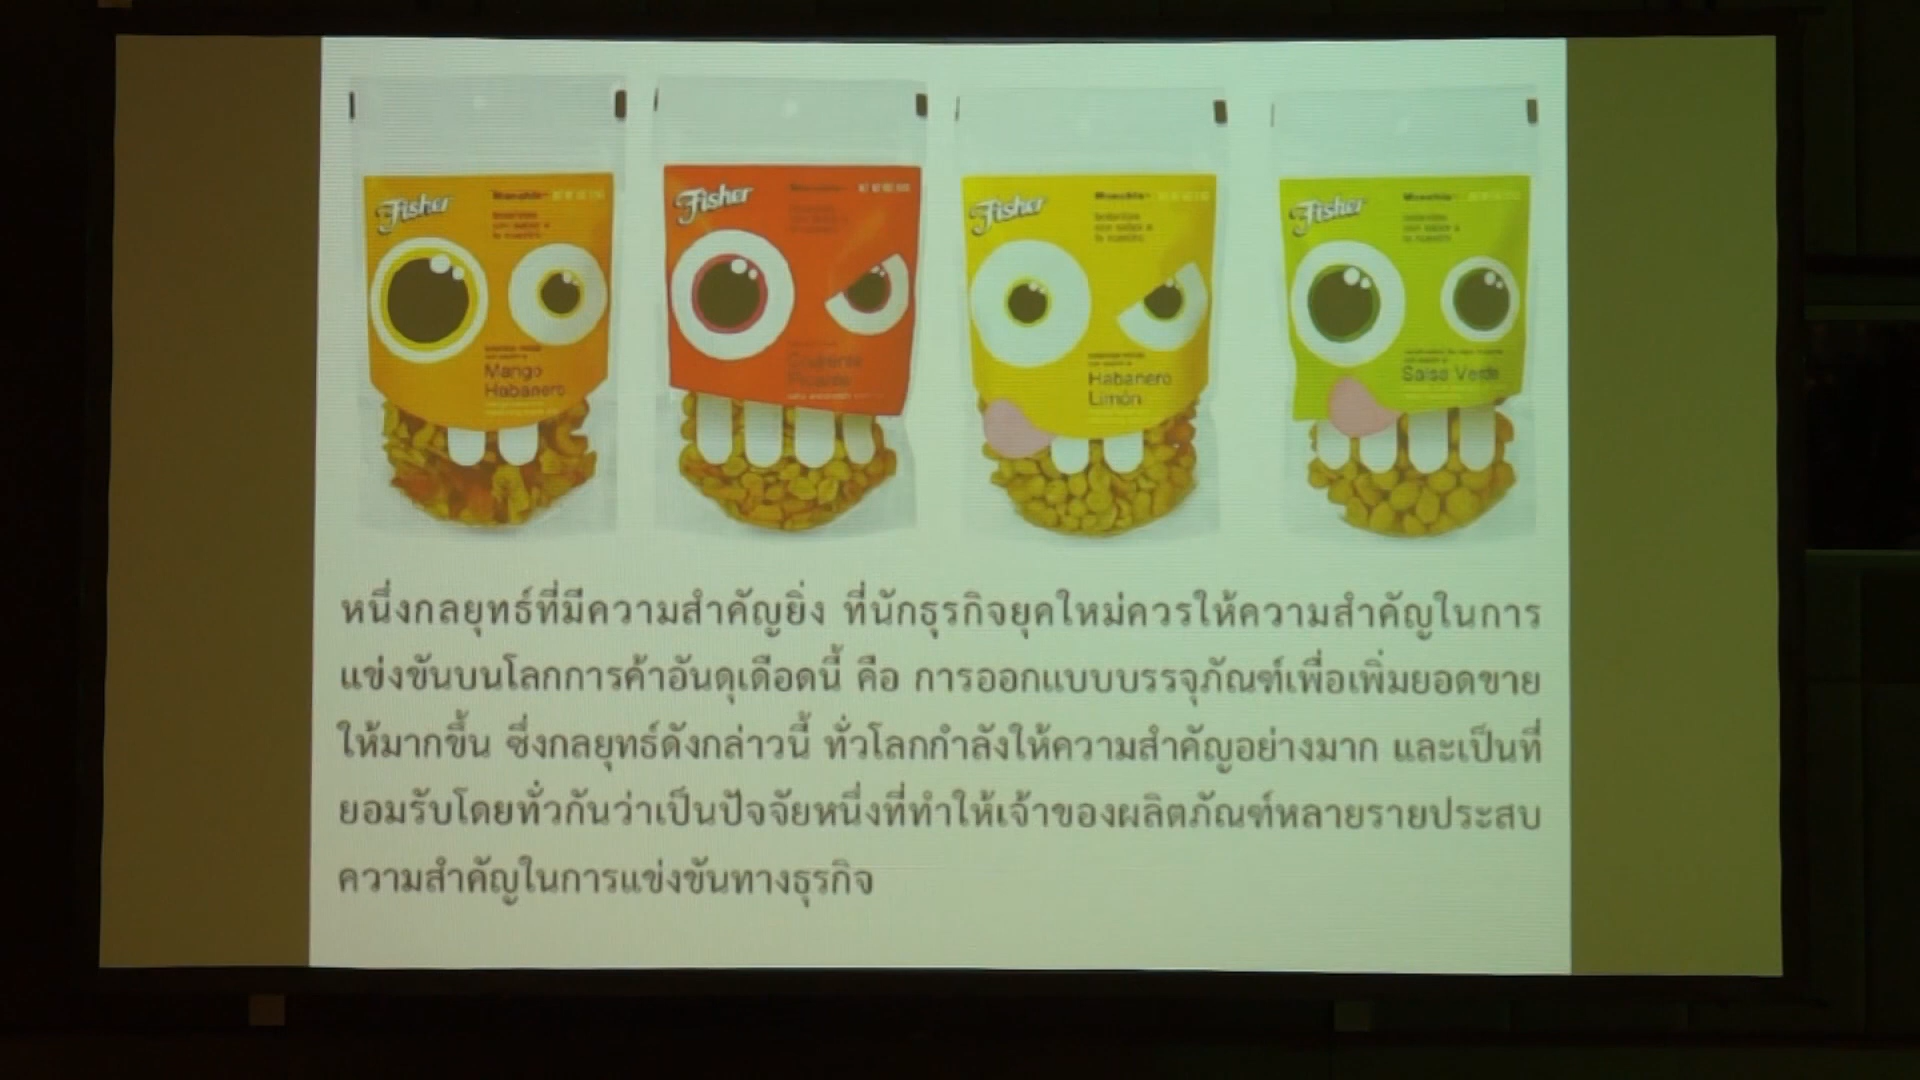 Fisher
Mango
Habanero
Fisher
Fisher
Habanero
Limón
Fisher
Salsa Verde
หนึ่งกลยุทธ์ที่มีความสำคัญยิ่ง ที่นักธุรกิจยุคใหม่ควรให้ความสำคัญในการ
แข่งขันบนโลกการค้าอันดุเดือดนี้ คือ การออกแบบบรรจุภัณฑ์เพื่อเพิ่มยอดขาย
ให้มากขึ้น ซึ่งกลยุทธ์ดังกล่าวนี้ ทั่วโลกกำลังให้ความสำคัญอย่างมาก และเป็นที่
ยอมรับโดยทั่วกันว่าเป็นปัจจัยหนึ่งที่ทำให้เจ้าของผลิตภัณฑ์หลายรายประสบ
ความสำคัญในการแข่งขันทางธุรกิจ